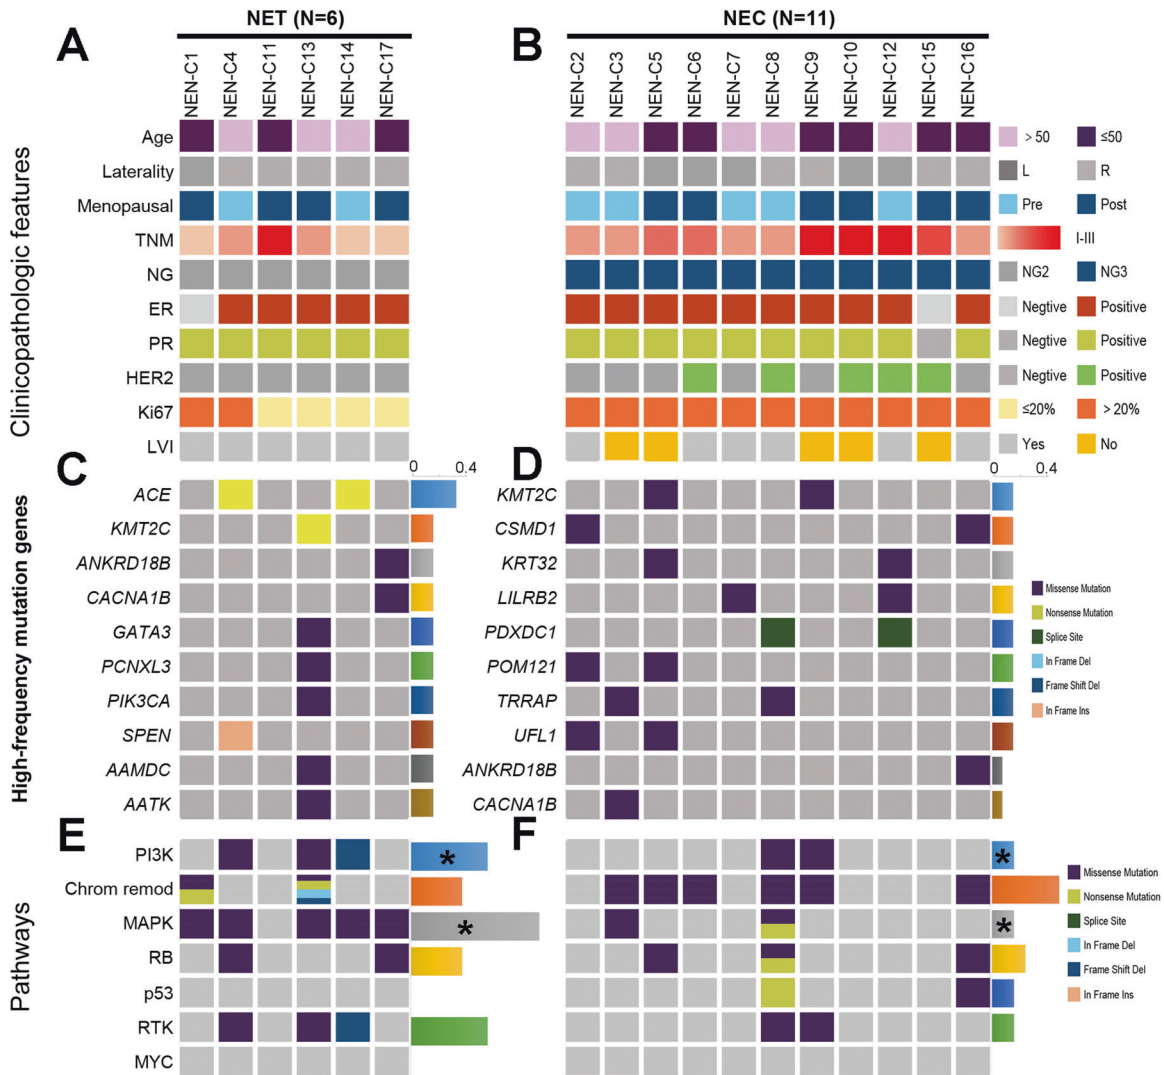 NET (N=6)
NEC (N=11)
A
B
NEN-C1
NEN-C4
NEN-C11
NEN-C13
NEN-C14
NEN-C17
NEN-C2
NEN-C3
NEN-C5
NEN-C6
NEN-C7
NEN-C8
NEN-C9
NEN-C10
NEN-C12
NEN-C15
NEN-C16
Clinicopathologic features
Age
Laterality
Menopausal
TNM
NG
ER
PR
HER2
Ki67
LVI
> 50 ≤50
L R
Pre Post
I-III
NG2 NG3
Negtive Positive
Negtive Positive
Negtive Positive
≤20% > 20%
Yes No
C
0 0.4
D
0 0.4
High-frequency mutation genes
ACE
KMT2C
ANKRD18B
CACNA1B
GATA3
PCNXL3
PIK3CA
SPEN
AAMDC
AATK
KMT2C
CSMD1
KRT32
LILRB2
PDXDC1
POM121
TRRAP
UFL1
ANKRD18B
CACNA1B
Missense Mutation
Nonsense Mutation
Splice Site
In Frame Del
Frame Shift Del
In Frame Ins
E
F
Pathways
PI3K
Chrom remod
MAPK
RB
p53
RTK
MYC
*
*
*
*
Missense Mutation
Nonsense Mutation
Splice Site
In Frame Del
Frame Shift Del
In Frame Ins